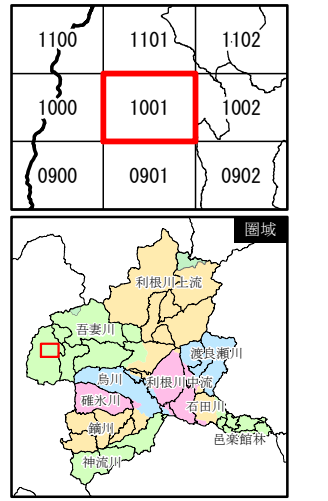 1100 1101 1102
1000 1001 1002
0900 0901 0902
圏域
利根川上流
吾妻川
渡良瀬川
烏川 利根川中流
碓氷川
石田川
鏑川
邑楽館林
神流川